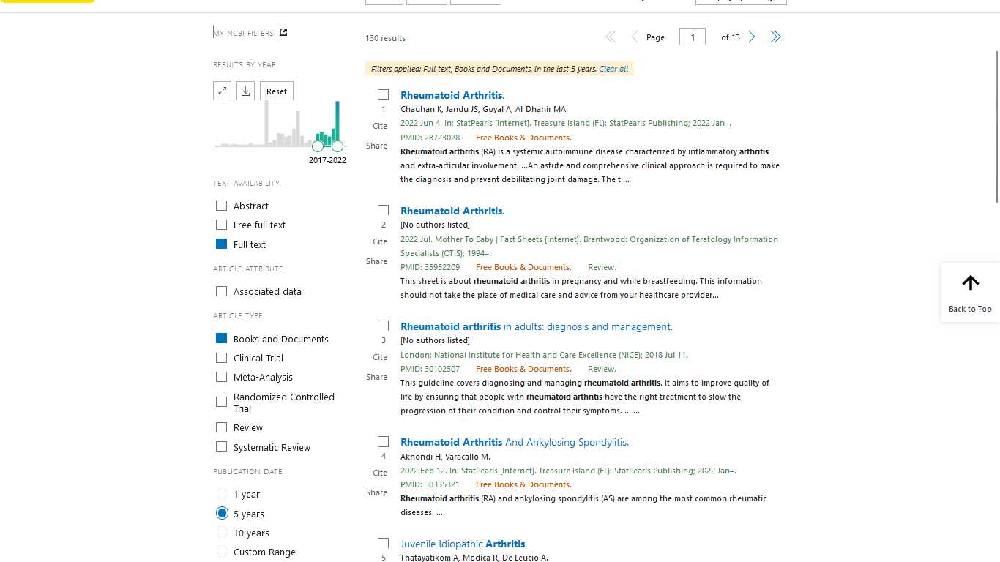 MY NCBI FILTERS
RESULTS BY YEAR
Reset
2017-2022
TEXT AVAILABILITY
Abstract
Free full text
Full text
ARTICLE ATTRIBUTE
Associated data
ARTICLE TYPE
Books and Documents
Clinical Trial
Meta-Analysis
Randomized Controlled
Trial
Review
Systematic Review
PUBLICATION DATE
1 year
5 years
10 years
Custom Range
130 results
Page
1
of 13
Filters applied: Full text, Books and Documents, in the last 5 years. Clear all
Rheumatoid Arthritis.
1
Cite
Share
Chauhan K, Jandu JS, Goyal A, Al-Dhahir MA.
2022 Jun 4. In: StatPearls [Internet]. Treasure Island (FL): StatPearls Publishing; 2022 Jan–.
PMID: 28723028 Free Books & Documents.
Rheumatoid arthritis (RA) is a systemic autoimmune disease characterized by inflammatory arthritis
and extra-articular involvement. ...An astute and comprehensive clinical approach is required to make
the diagnosis and prevent debilitating joint damage. The t ...
Rheumatoid Arthritis.
2
Cite
Share
[No authors listed]
2022 Jul. Mother To Baby | Fact Sheets [Internet]. Brentwood: Organization of Teratology Information
Specialists (OTIS); 1994–.
PMID: 35952209 Free Books & Documents. Review.
This sheet is about rheumatoid arthritis in pregnancy and while breastfeeding. This information
should not take the place of medical care and advice from your healthcare provider....
Rheumatoid arthritis in adults: diagnosis and management.
3
Cite
Share
[No authors listed]
London: National Institute for Health and Care Excellence (NICE); 2018 Jul 11.
PMID: 30102507 Free Books & Documents. Review.
This guideline covers diagnosing and managing rheumatoid arthritis. It aims to improve quality of
life by ensuring that people with rheumatoid arthritis have the right treatment to slow the
progression of their condition and control their symptoms. ... ...
Rheumatoid Arthritis And Ankylosing Spondylitis.
4
Cite
Share
Akhondi H, Varacallo M.
2022 Feb 12. In: StatPearls [Internet]. Treasure Island (FL): StatPearls Publishing; 2022 Jan–.
PMID: 30335321 Free Books & Documents.
Rheumatoid arthritis (RA) and ankylosing spondylitis (AS) are among the most common rheumatic
diseases. ...
Juvenile Idiopathic Arthritis.
5
Thatayatikom A, Modica R, De Leucio A.
Back to Top